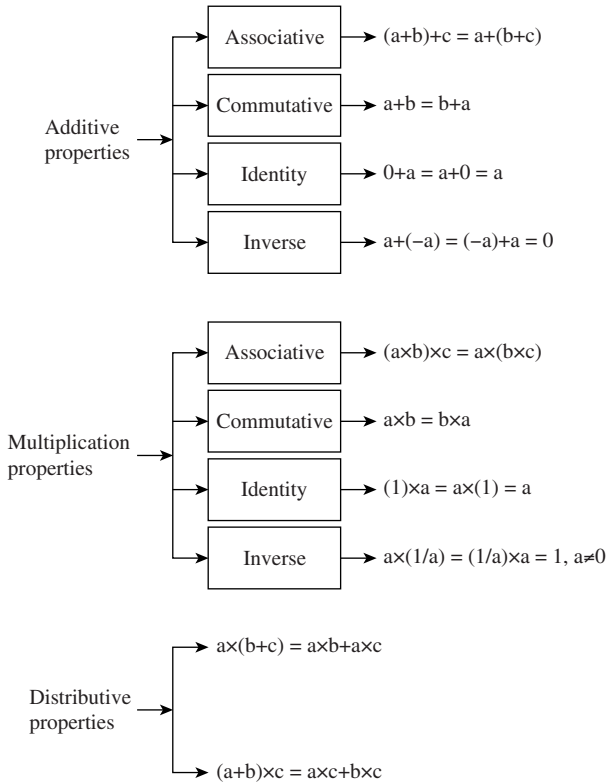 Associative
(a+b)+c = a+(b+c)
Commutative
a+b = b+a
Additive
properties
Identity
0+a = a+0 = a
Inverse
a+(−a) = (−a)+a = 0
Associative
(a×b)×c = a×(b×c)
Commutative
a×b = b×a
Multiplication
properties
Identity
(1)×a = a×(1) = a
Inverse
a×(1/a) = (1/a)×a = 1, a≠0
a×(b+c) = a×b+a×c
Distributive
properties
(a+b)×c = a×c+b×c